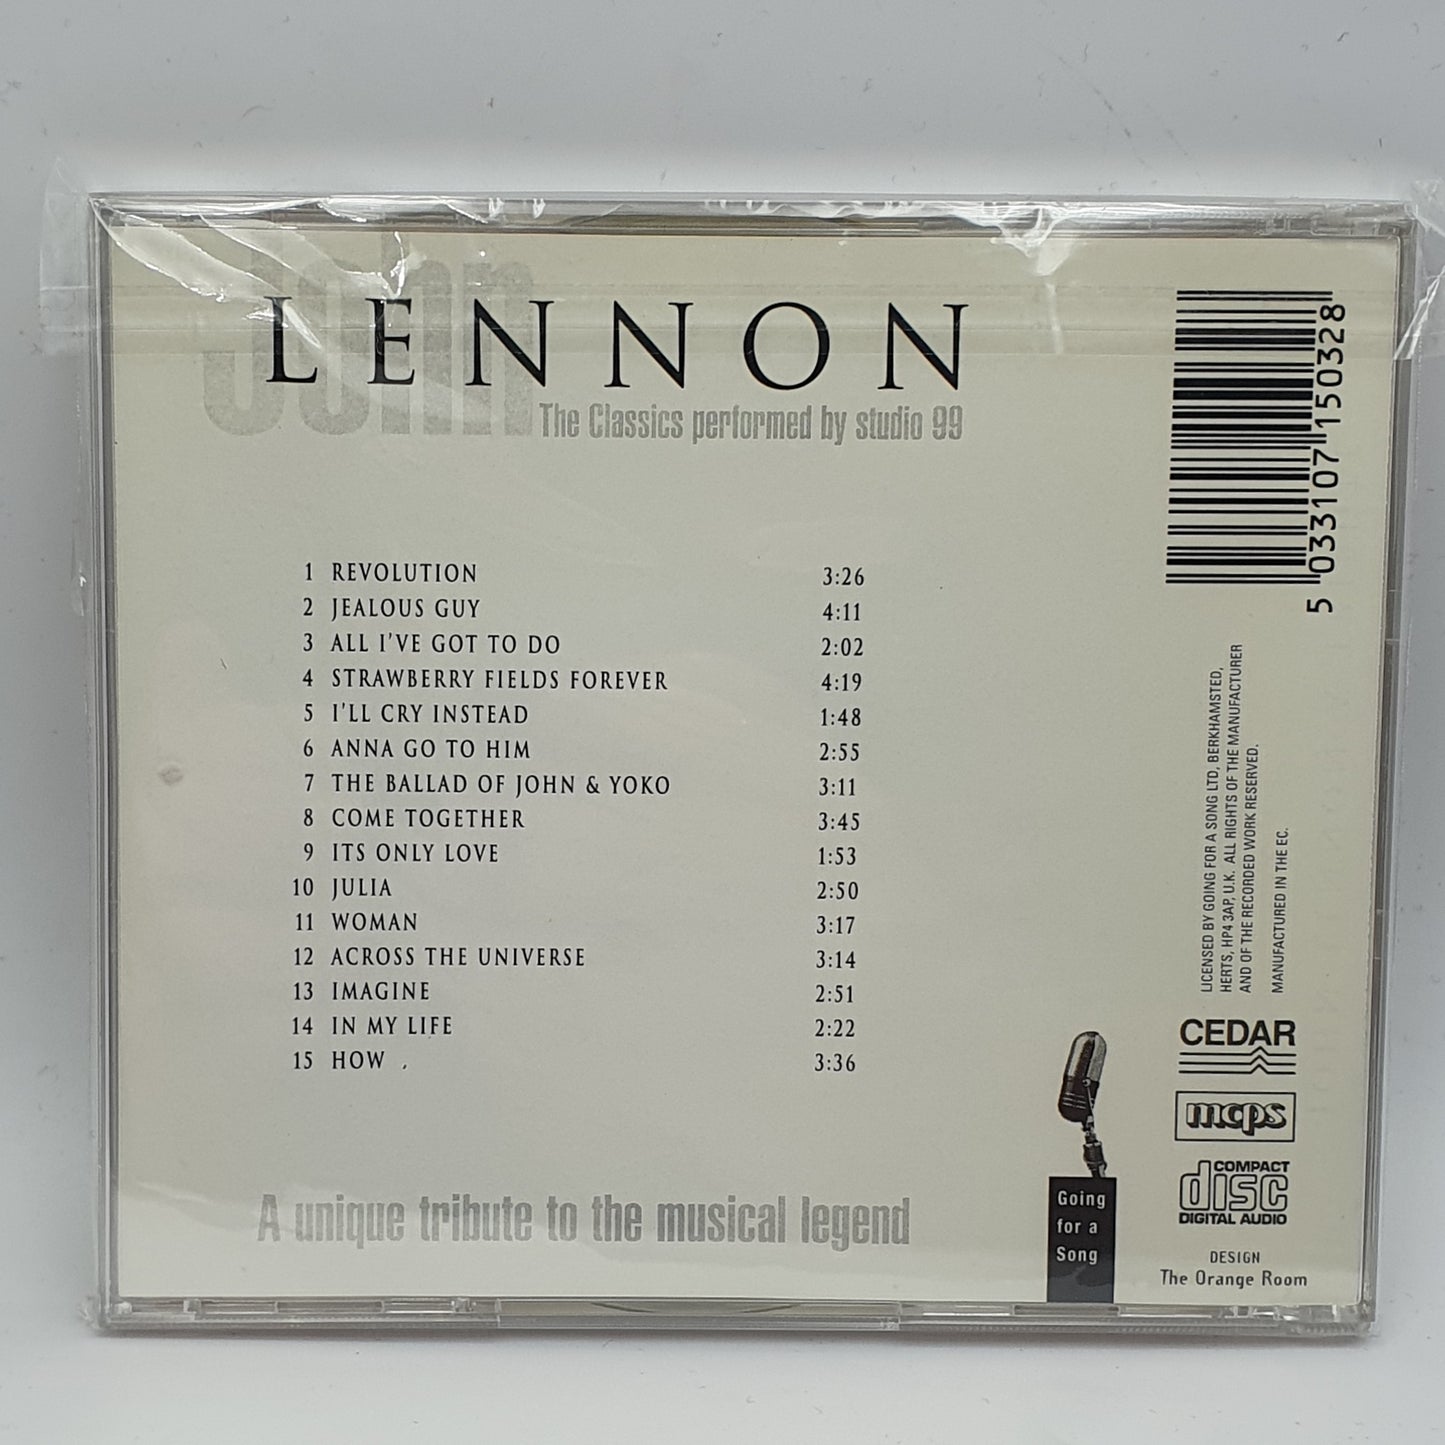 John
LENNON
The Classics performed by studio 99
1 REVOLUTION 3:26
2 JEALOUS GUY 4:11
3 ALL I'VE GOT TO DO 2:02
4 STRAWBERRY FIELDS FOREVER 4:19
5 I'LL CRY INSTEAD 1:48
6 ANNA GO TO HIM 2:55
7 THE BALLAD OF JOHN & YOKO 3:11
8 COME TOGETHER 3:45
9 ITS ONLY LOVE 1:53
10 JULIA 2:50
11 WOMAN 3:17
12 ACROSS THE UNIVERSE 3:14
13 IMAGINE 2:51
14 IN MY LIFE 2:22
15 HOW 3:36
A unique tribute to the musical legend
Going
for a
Song
5 033107 150328
LICENSED BY GOING FOR A SONG LTD, BERKHAMSTED,
HERTS, HP4 3AP, U.K. ALL RIGHTS OF THE MANUFACTURER
AND OF THE RECORDED WORK RESERVED.
MANUFACTURED IN THE EC.
CEDAR
mcps
COMPACT
disc
DIGITAL AUDIO
DESIGN
The Orange Room